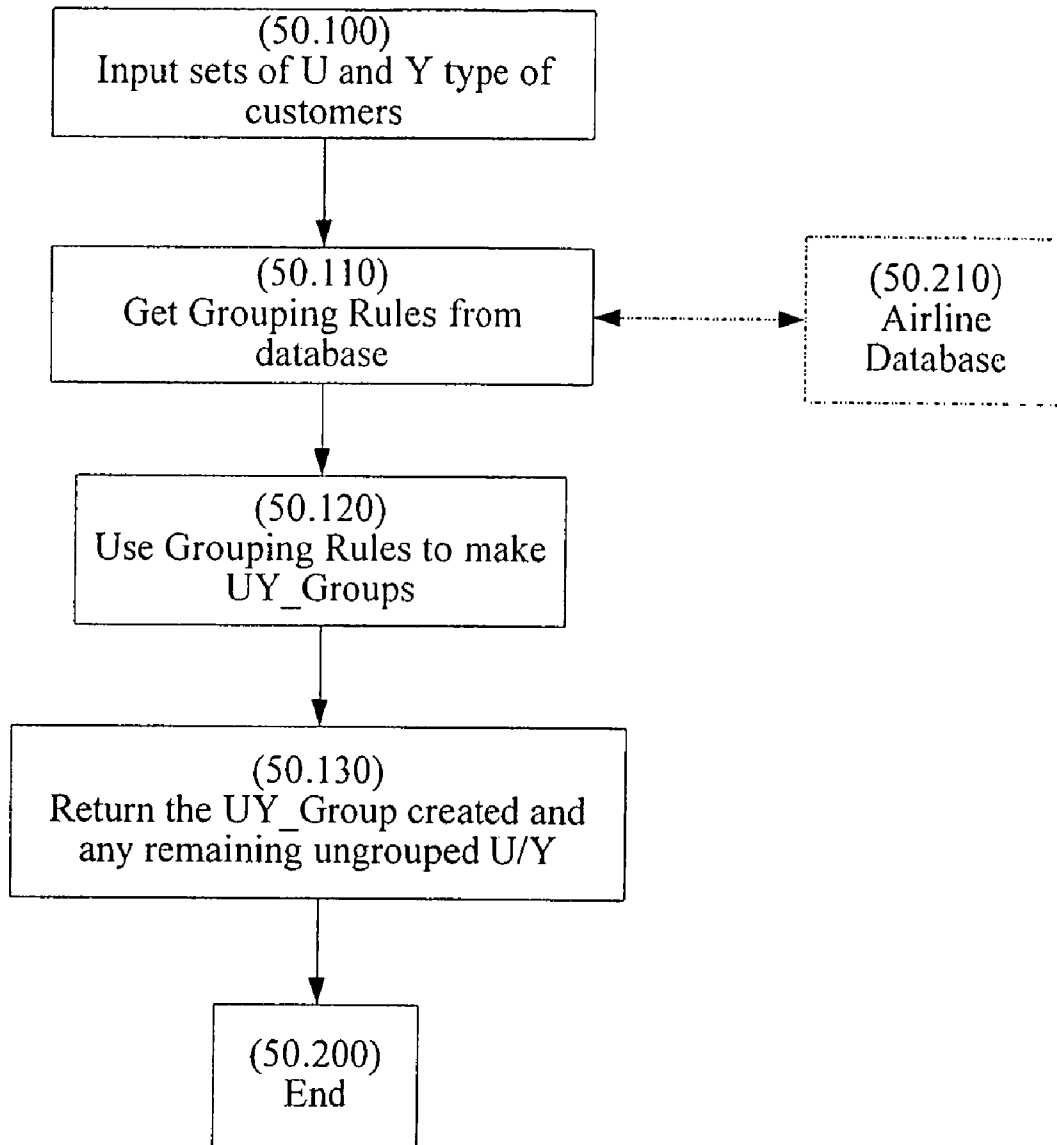 (50.100)
Input sets of U and Y type of
customers
(50.110)
Get Grouping Rules from
database
(50.210)
Airline
Database
(50.120)
Use Grouping Rules to make
UY_Groups
(50.130)
Return the UY_Group created and
any remaining ungrouped U/Y
(50.200)
End